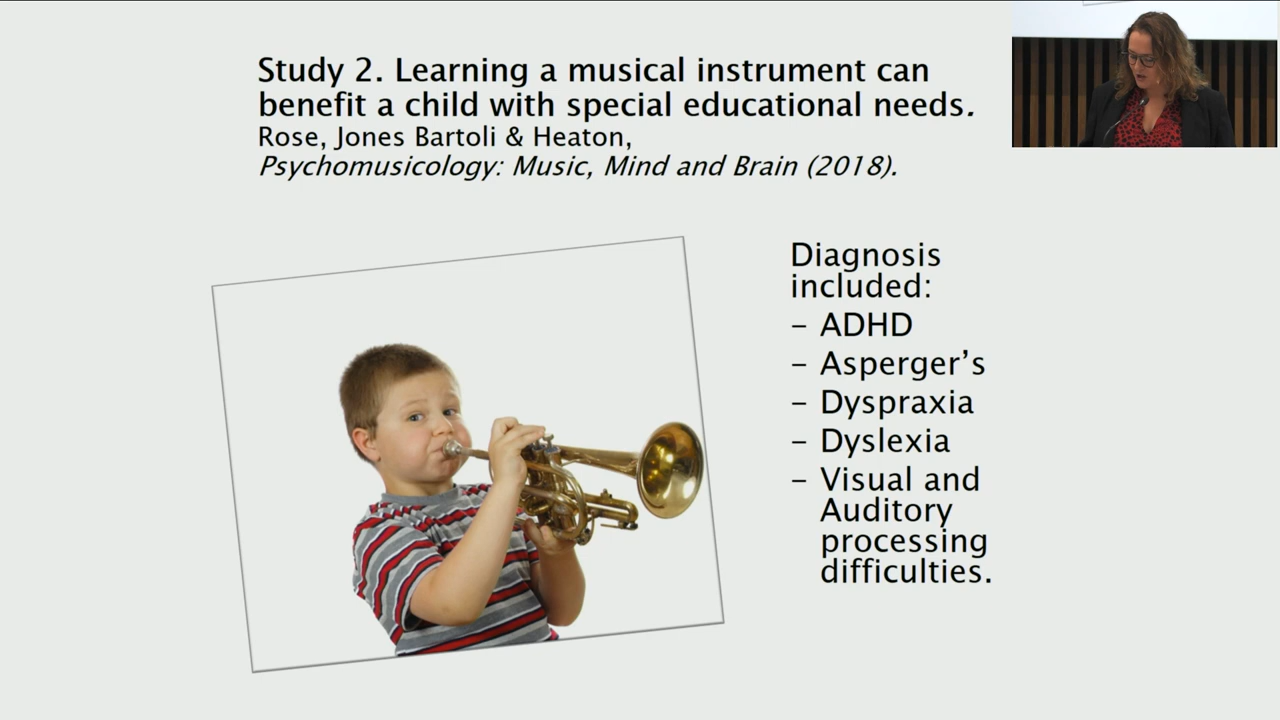 Study 2. Learning a musical instrument can
benefit a child with special educational needs.
Rose, Jones Bartoli & Heaton,
Psychomusicology: Music, Mind and Brain (2018).
Diagnosis
included:
– ADHD
– Asperger’s
– Dyspraxia
– Dyslexia
– Visual and
Auditory
processing
difficulties.